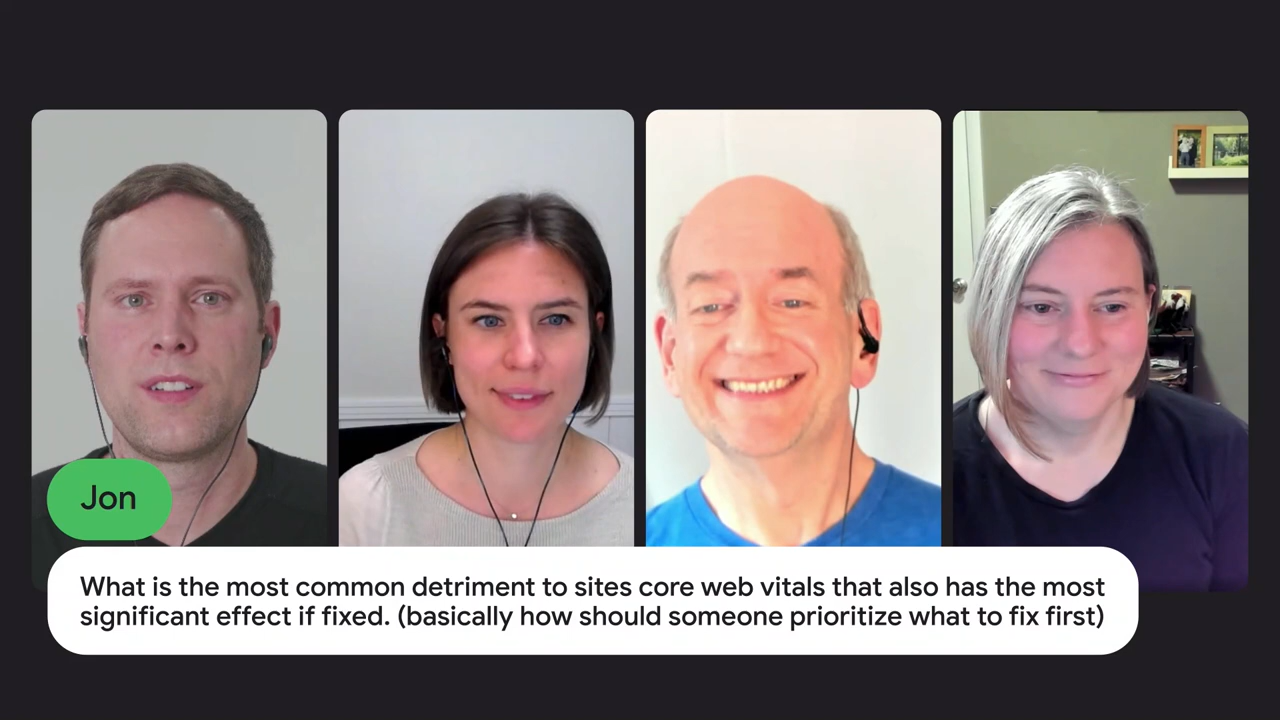 Jon
What is the most common detriment to sites core web vitals that also has the most
significant effect if fixed. (basically how should someone prioritize what to fix first)